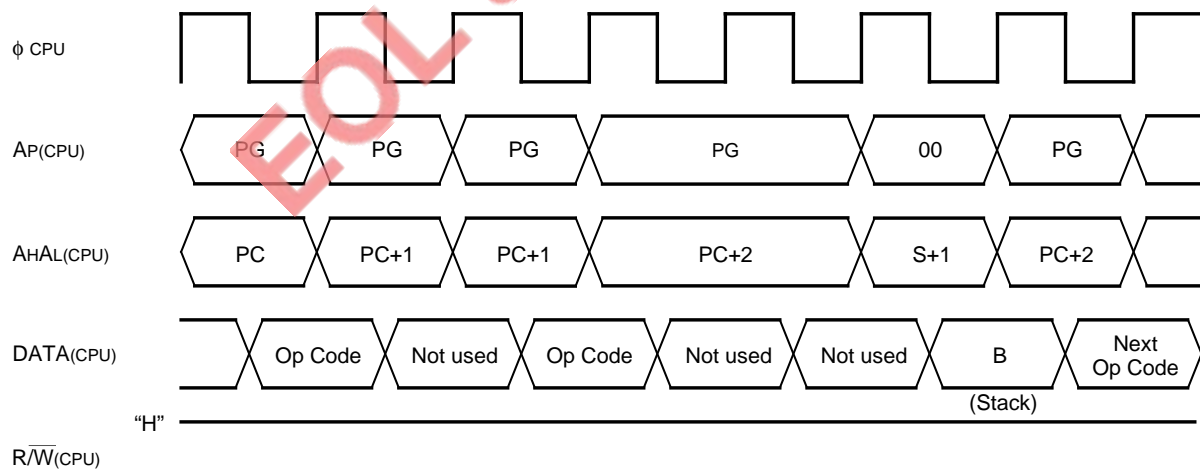 ϕ CPU
AP(CPU) PG PG PG PG 00 PG
AHAL(CPU) PC PC+1 PC+1 PC+2 S+1 PC+2
DATA(CPU) Op Code Not used Op Code Not used Not used B Next Op Code
(Stack)
“H”
R/W̅(CPU)
EOL